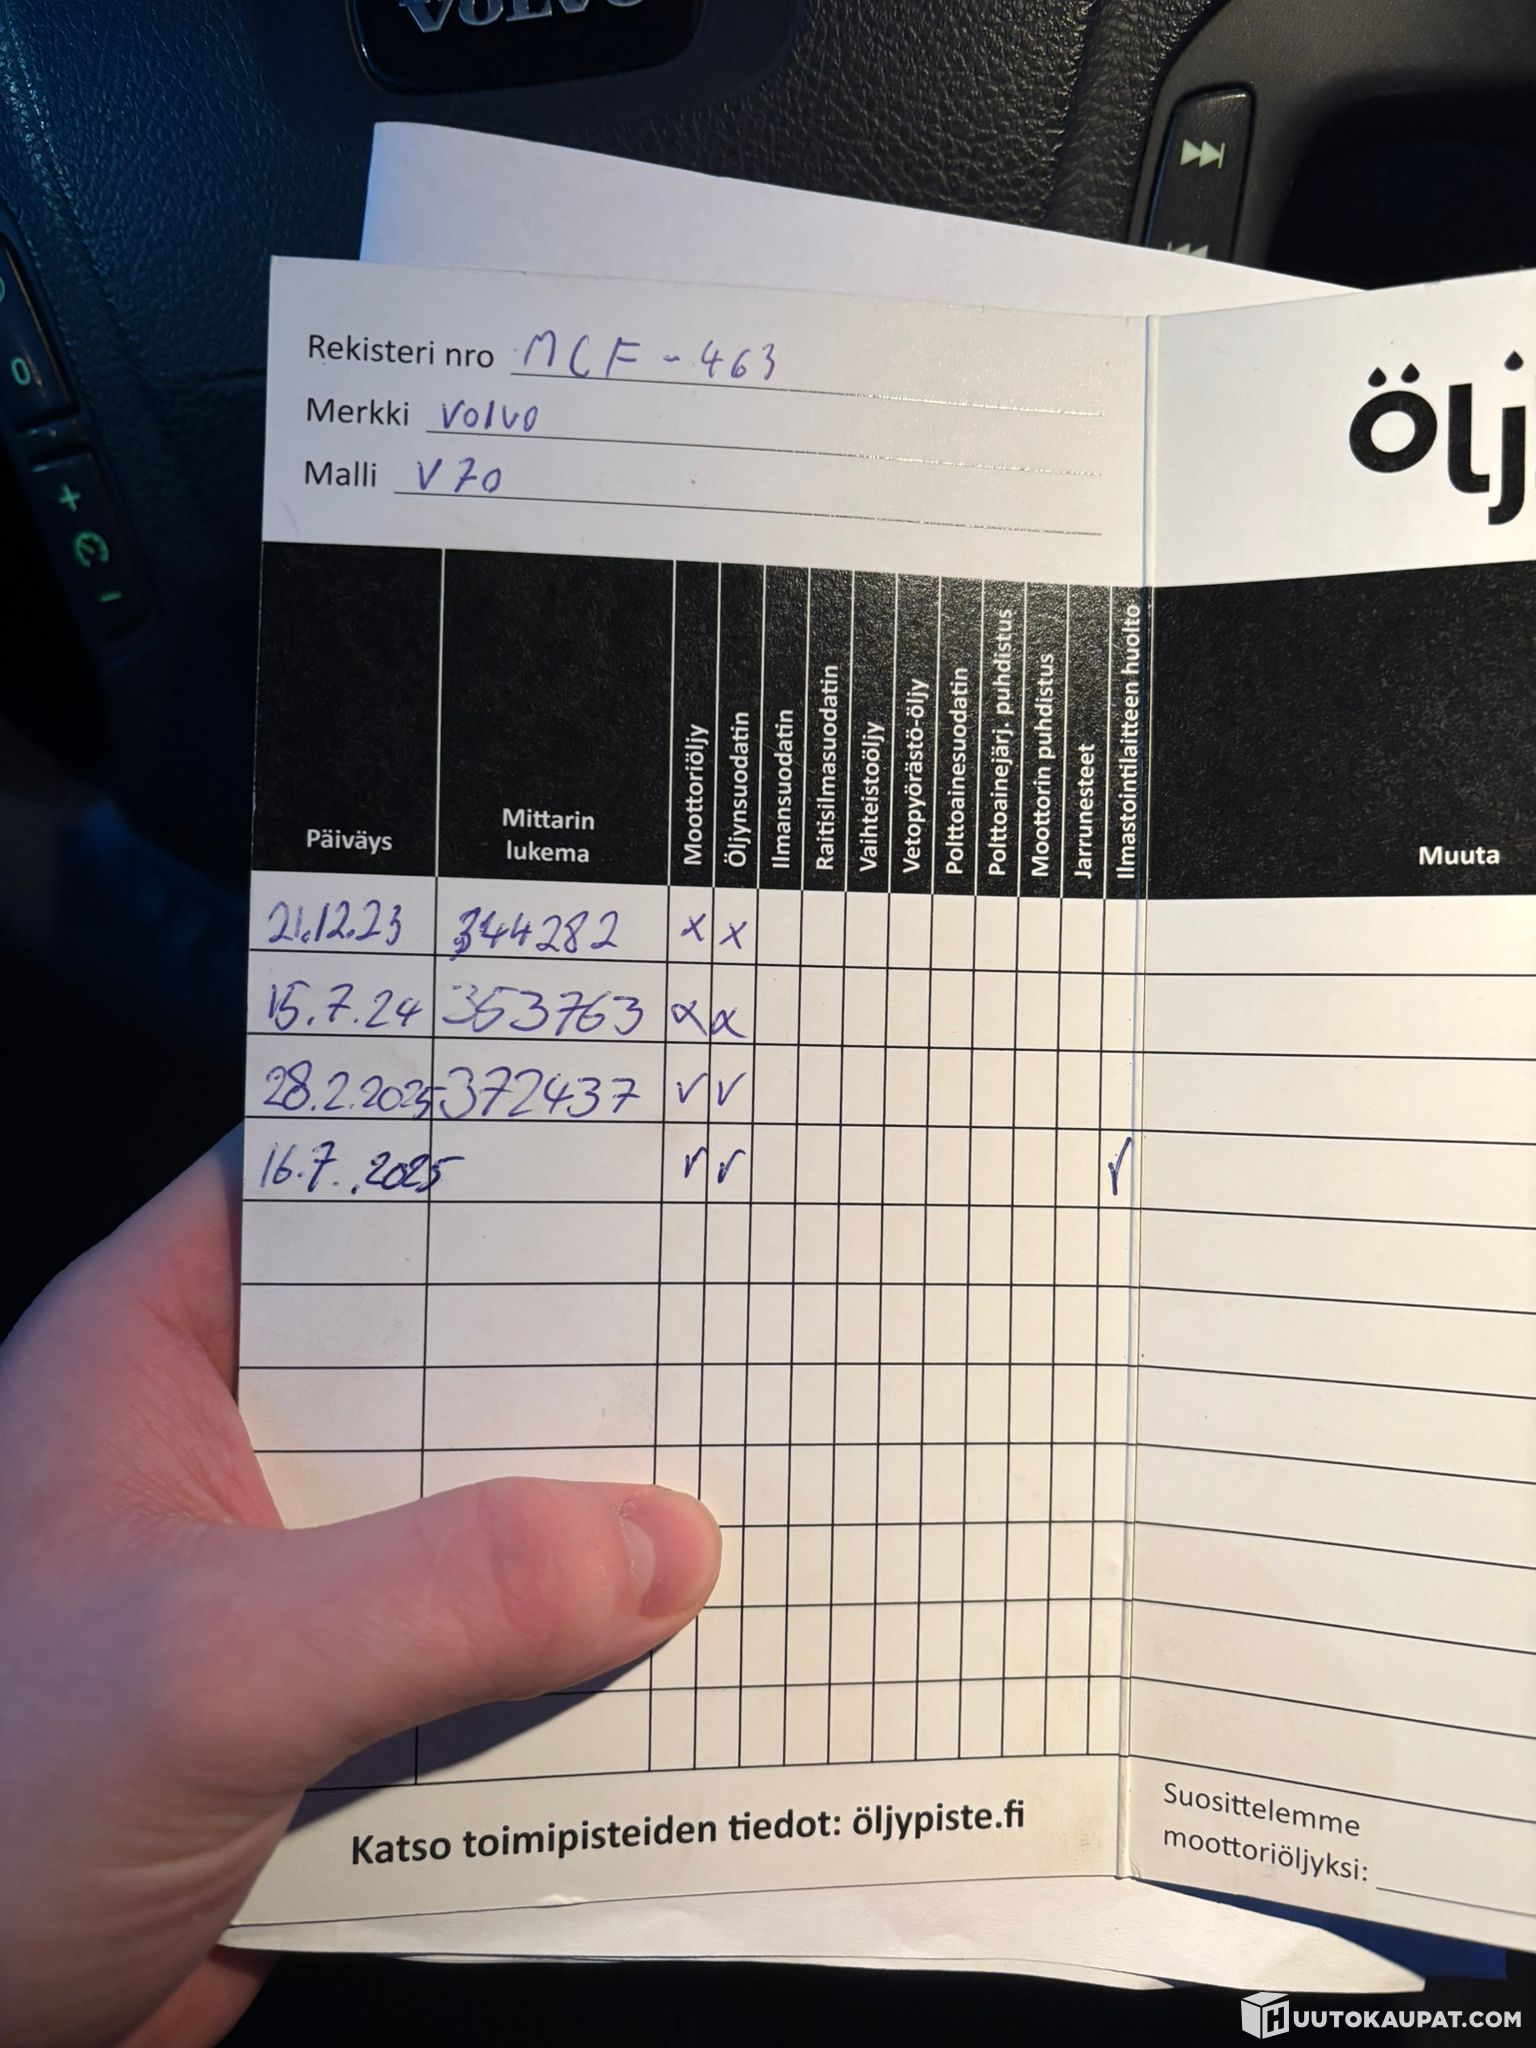 VOLVO
Rekisteri nro MCF-463
Merkki Volvo
Malli V70
Päiväys
Mittarin lukema
Moottoriöljy
Öljynsuodatin
Ilmansuodatin
Raitisilmasuodatin
Vaihteistoöljy
Vetopyörästö-öljy
Polttoainesuodatin
Polttoainejärj. puhdistus
Moottorin puhdistus
Jarrunesteet
Ilmastointilaitteen huolto
Muuta
21.12.23 344282 x x
15.7.24 353763 x x
28.2.2025 372437 v v
16.7.2025 v v v
Katso toimipisteiden tiedot: öljypiste.fi
Suosittelemme
moottoriöljyksi:
HUUTOKAUPAT.COM